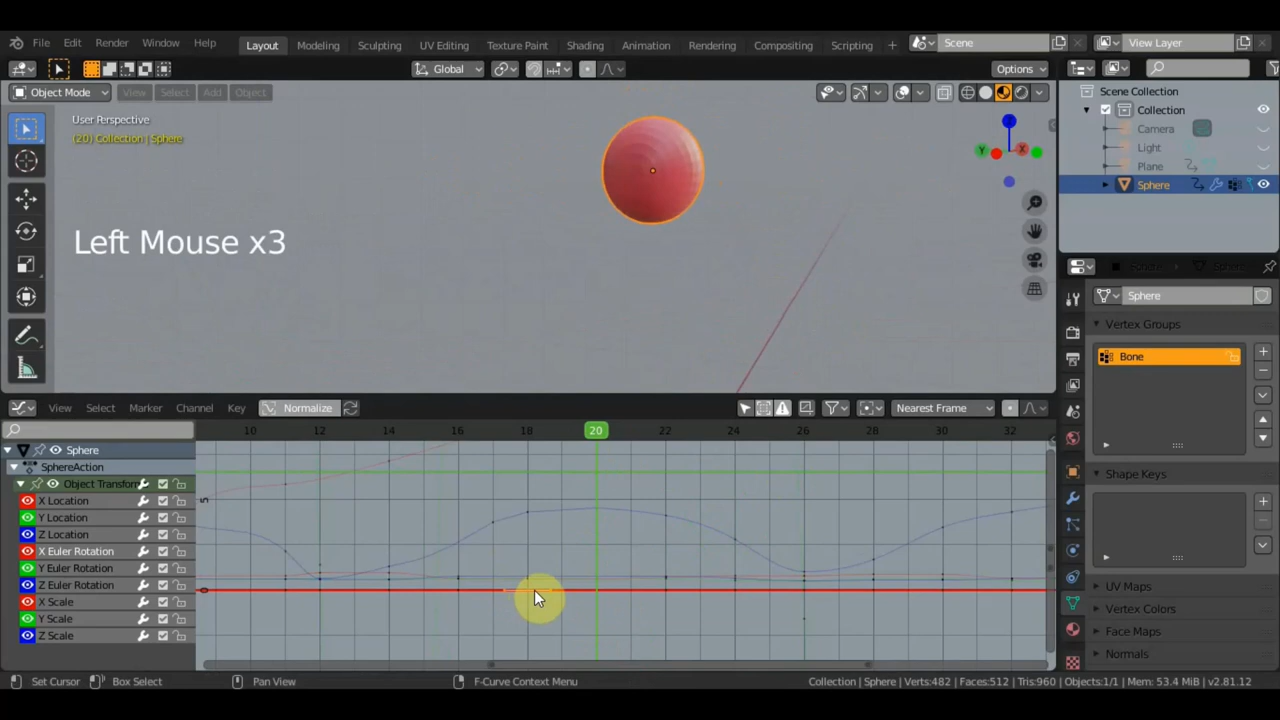 File Edit Render Window Help Layout Modeling Sculpting UV Editing Texture Paint Shading Animation Rendering Compositing Scripting + Scene View Layer
Global Options
Object Mode View Select Add Object
User Perspective
(20) Collection | Sphere
Left Mouse x3
Y X Z
Scene Collection
Collection
Camera
Light
Plane
Sphere
Sphere
Vertex Groups
Bone
Shape Keys
UV Maps
Vertex Colors
Face Maps
Normals
View Select Marker Channel Key Normalize Nearest Frame
10 12 14 16 18 20 22 24 26 28 30 32
Sphere
SphereAction
Object Transform
X Location
Y Location
Z Location
X Euler Rotation
Y Euler Rotation
Z Euler Rotation
X Scale
Y Scale
Z Scale
5
0
Set Cursor Box Select Pan View F-Curve Context Menu Collection | Sphere | Verts:482 | Faces:512 | Tris:960 | Objects:1/1 | Mem: 53.4 MiB | v2.81.12